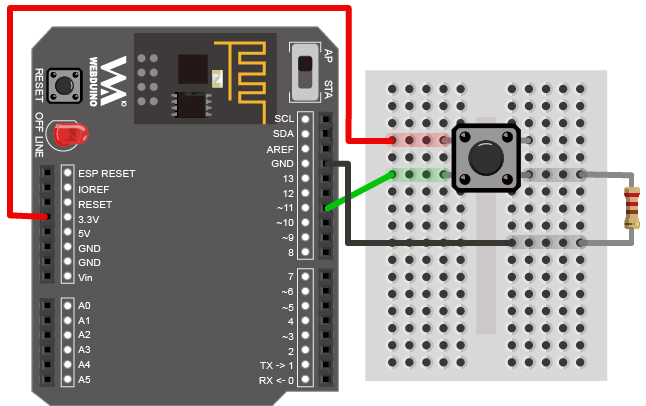 AP
STA
WEBDUINO
RESET
OFF LINE
ESP RESET
IOREF
RESET
3.3V
5V
GND
GND
Vin
A0
A1
A2
A3
A4
A5
SCL
SDA
AREF
GND
13
12
~11
~10
~9
8
7
~6
~5
4
~3
2
TX -> 1
RX <- 0